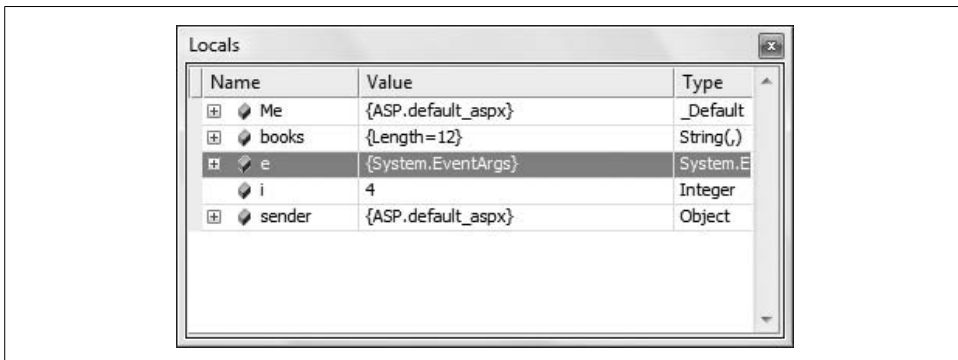 Locals
Name Value Type
Me {ASP.default_aspx} _Default
books {Length=12} String(,)
e {System.EventArgs} System.E
i 4 Integer
sender {ASP.default_aspx} Object